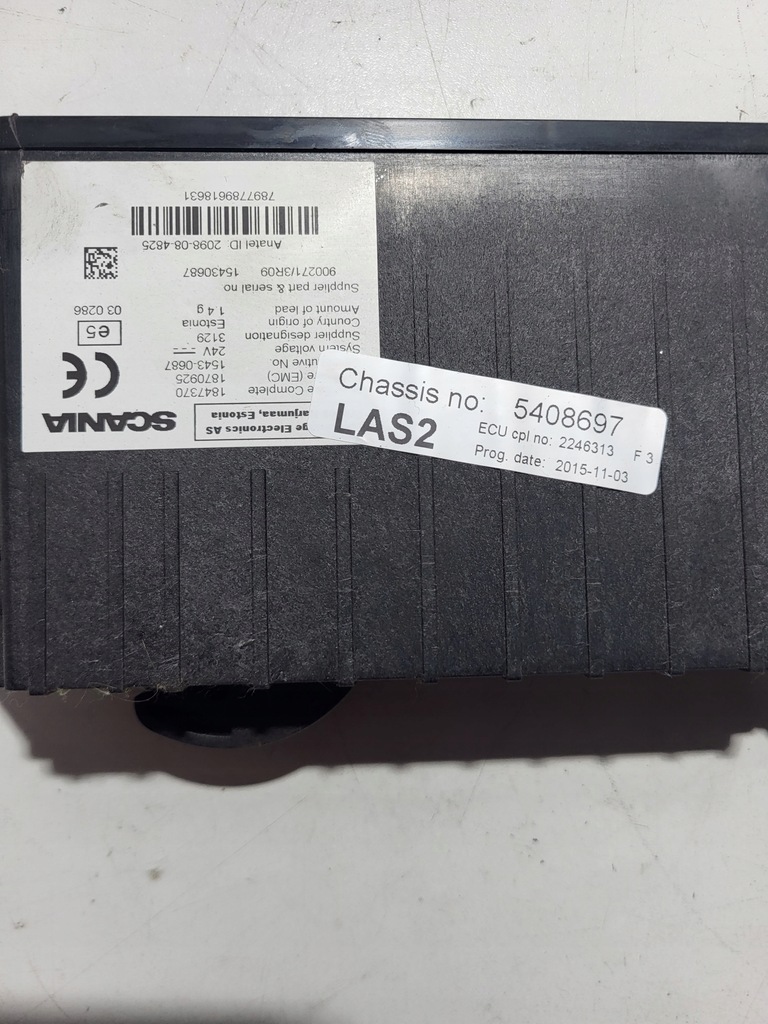 SCANIA
ge Electronics AS
arjumaa, Estonia
e Complete 1847370
e (EMC) 1870925
utive No 1543-0687
System voltage 24V
Supplier designation 3129
Country of origin Estonia
Amount of lead 1.4 g
e5
03 0286
Supplier part & serial no
900271/3R09 15430687
Anatel ID: 2098-08-4825
7897789618631
Chassis no: 5408697
LAS2
ECU cpl no: 2246313 F 3
Prog. date: 2015-11-03